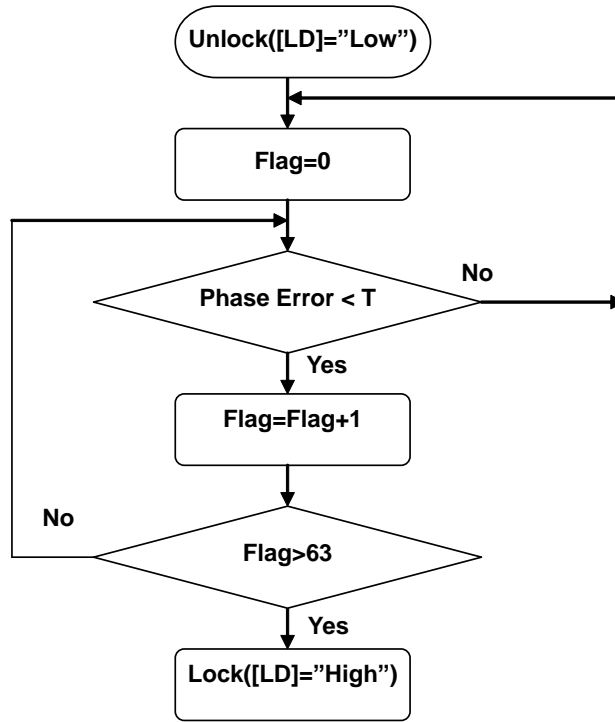 Unlock([LD]=”Low”)
Flag=0
No
Phase Error < T
Yes
Flag=Flag+1
No
Flag>63
Yes
Lock([LD]=”High”)